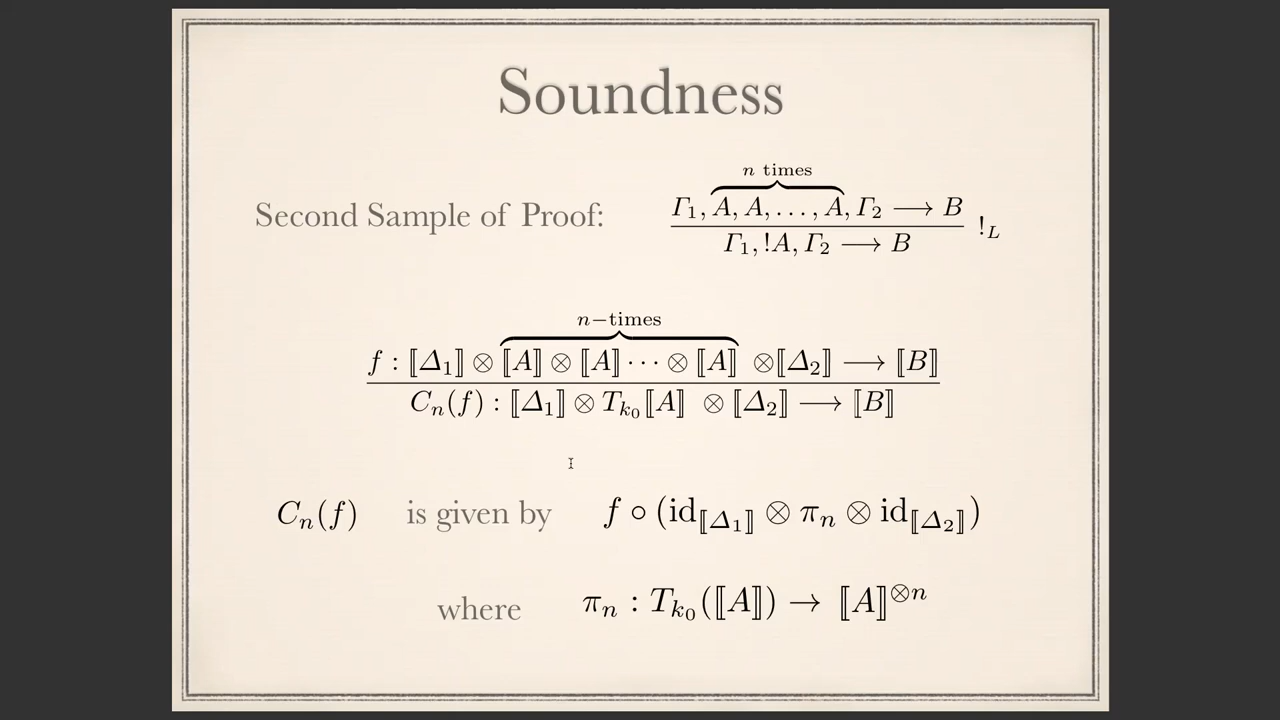 Soundness
n times
Second Sample of Proof:
Γ₁, A, A, . . . , A, Γ₂ ⟶ B
!L
Γ₁, !A, Γ₂ ⟶ B
n−times
f : ⟦Δ₁⟧ ⊗ ⟦A⟧ ⊗ ⟦A⟧ · · · ⊗ ⟦A⟧ ⊗⟦Δ₂⟧ ⟶ ⟦B⟧
Cₙ(f) : ⟦Δ₁⟧ ⊗ Tₖ₀⟦A⟧ ⊗ ⟦Δ₂⟧ ⟶ ⟦B⟧
Cₙ(f) is given by f ∘ (id⟦Δ₁⟧ ⊗ πₙ ⊗ id⟦Δ₂⟧)
where πₙ : Tₖ₀(⟦A⟧) → ⟦A⟧⊗ⁿ